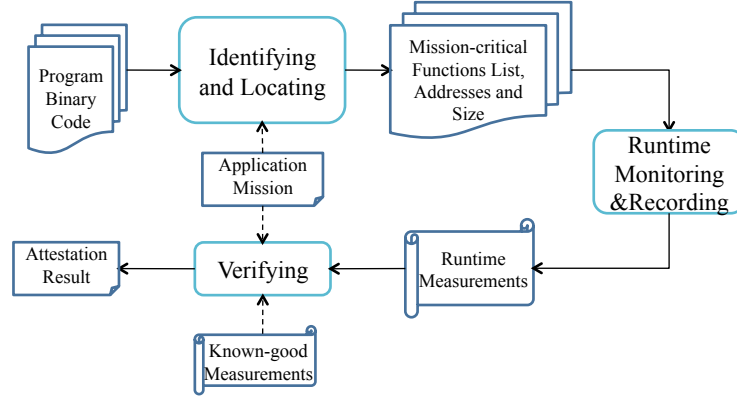 Program
Binary
Code
Identifying
and Locating
Mission-critical
Functions List,
Addresses and
Size
Runtime
Monitoring
&Recording
Application
Mission
Attestation
Result
Verifying
Runtime
Measurements
Known-good
Measurements